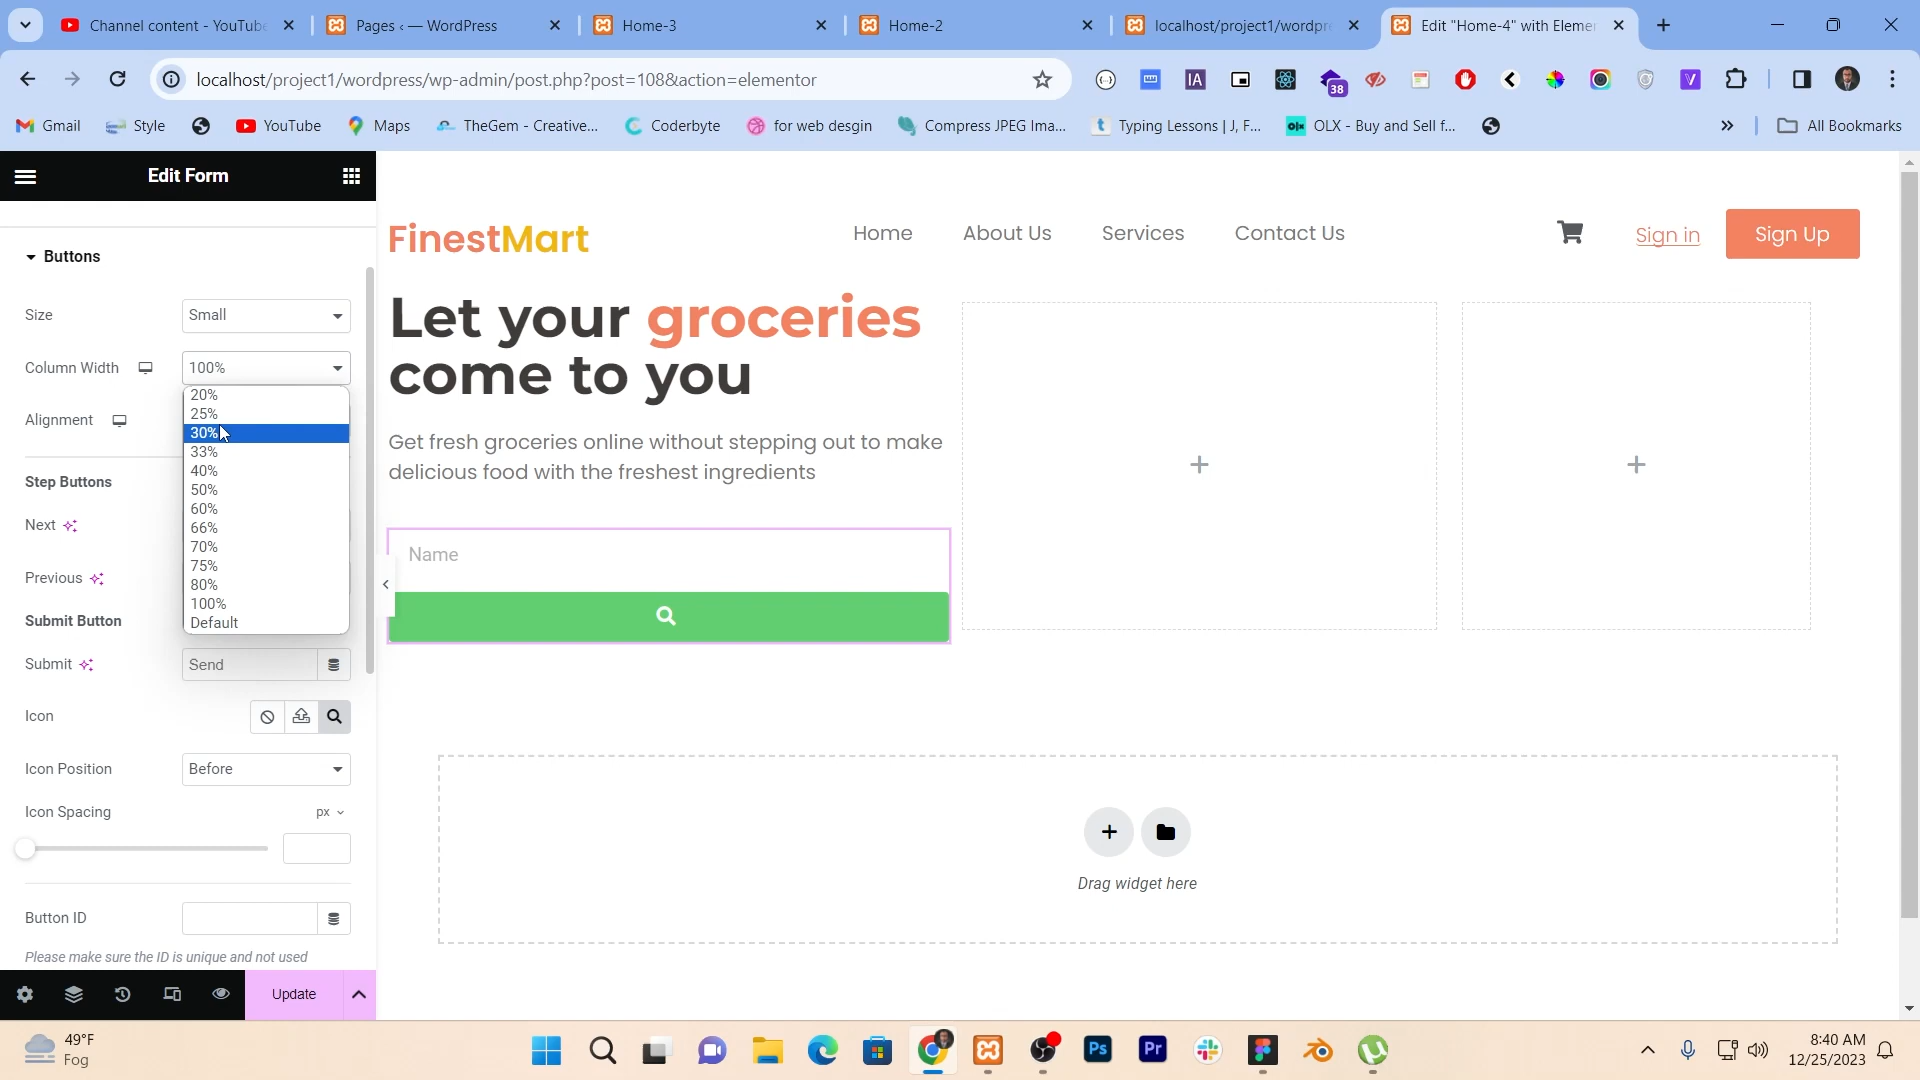 Channel content - YouTube
Pages ‹ — WordPress
Home-3
Home-2
localhost/project1/wordpre
Edit "Home-4" with Elemen
localhost/project1/wordpress/wp-admin/post.php?post=108&action=elementor
IA
38
Gmail
Style
YouTube
Maps
TheGem - Creative...
Coderbyte
for web desgin
Compress JPEG Ima...
Typing Lessons | J, F...
OLX - Buy and Sell f...
All Bookmarks
Edit Form
Buttons
Size
Small
Column Width
100%
20%
25%
30%
33%
40%
50%
60%
66%
70%
75%
80%
100%
Default
Alignment
Step Buttons
Next
Previous
Submit Button
Submit
Send
Icon
Icon Position
Before
Icon Spacing
px
Button ID
Please make sure the ID is unique and not used
Update
FinestMart
Home
About Us
Services
Contact Us
Sign in
Sign Up
Let your groceries
come to you
Get fresh groceries online without stepping out to make
delicious food with the freshest ingredients
Name
Drag widget here
49°F
Fog
Ps
Pr
8:40 AM
12/25/2023